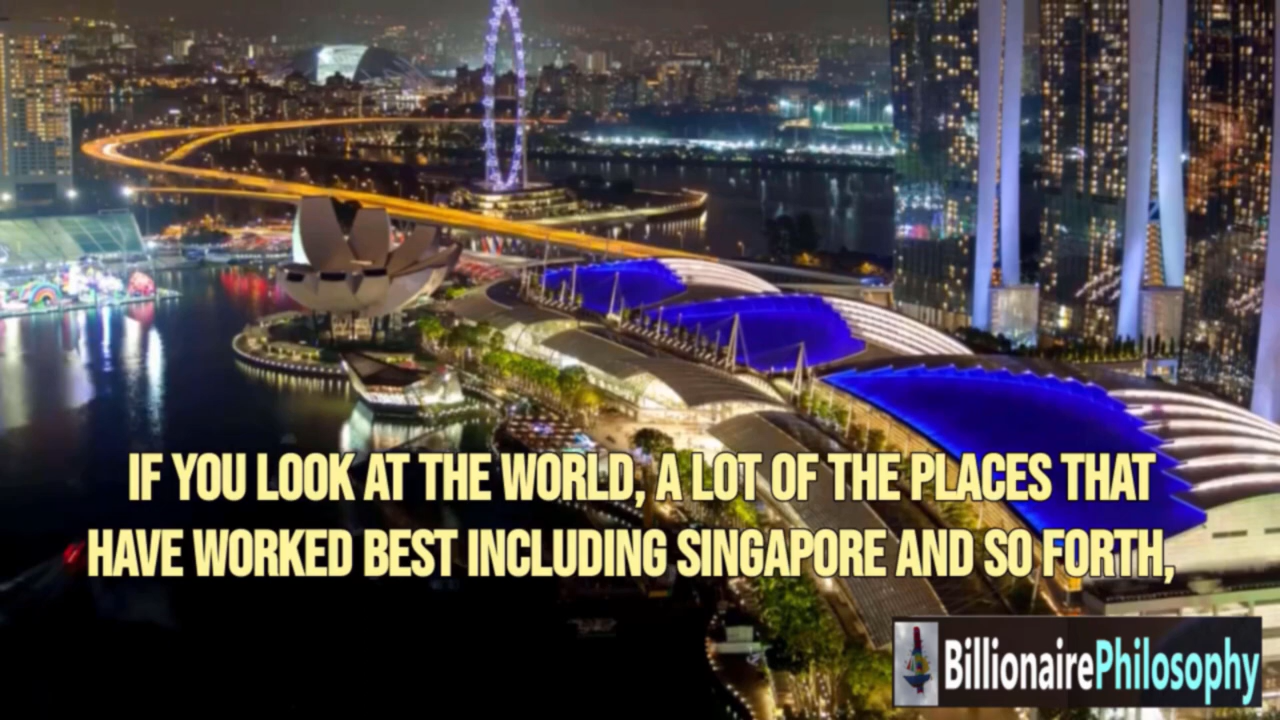 IF YOU LOOK AT THE WORLD, A LOT OF THE PLACES THAT
HAVE WORKED BEST INCLUDING SINGAPORE AND SO FORTH,
BillionairePhilosophy